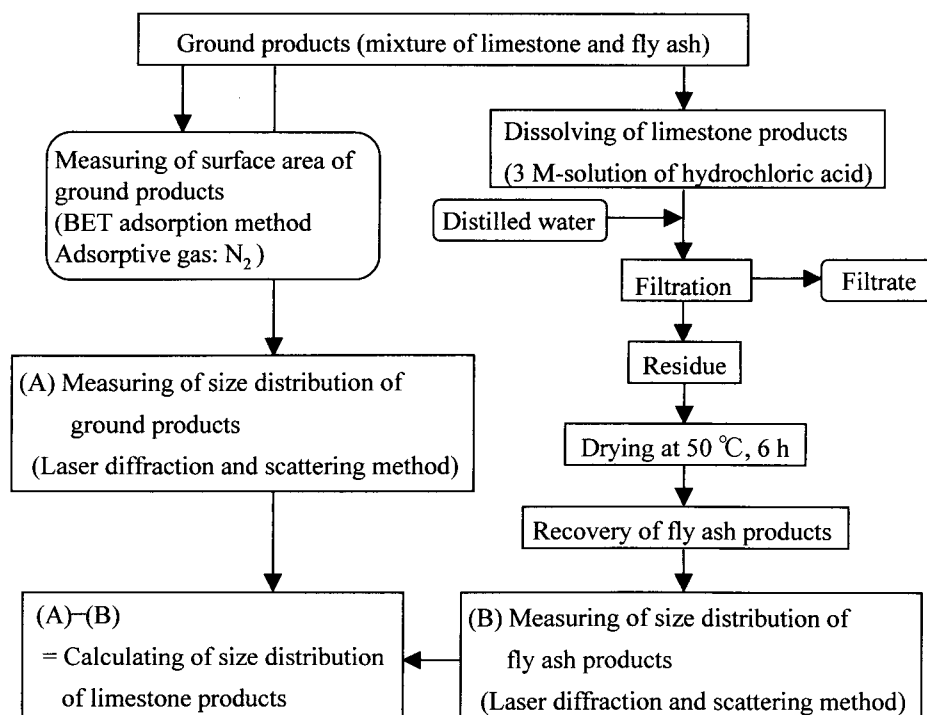 Ground products (mixture of limestone and fly ash)
Measuring of surface area of
ground products
(BET adsorption method
Adsorptive gas: N₂)
(A) Measuring of size distribution of
ground products
(Laser diffraction and scattering method)
(A)−(B)
= Calculating of size distribution
of limestone products
Dissolving of limestone products
(3 M-solution of hydrochloric acid)
Distilled water
Filtration
Filtrate
Residue
Drying at 50 ℃, 6 h
Recovery of fly ash products
(B) Measuring of size distribution of
fly ash products
(Laser diffraction and scattering method)